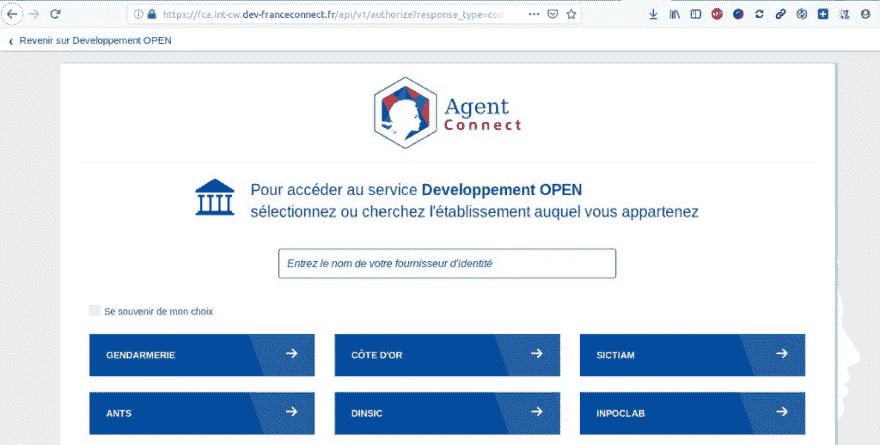 https://fca.int-cw.dev-franceconnect.fr/api/v1/authorize?response_type=cod
Revenir sur Developpement OPEN
Agent
Connect
Pour accéder au service Developpement OPEN
sélectionnez ou cherchez l'établissement auquel vous appartenez
Entrez le nom de votre fournisseur d'identité
Se souvenir de mon choix
GENDARMERIE CÔTE D'OR SICTIAM
ANTS DINSIC INPOCLAB